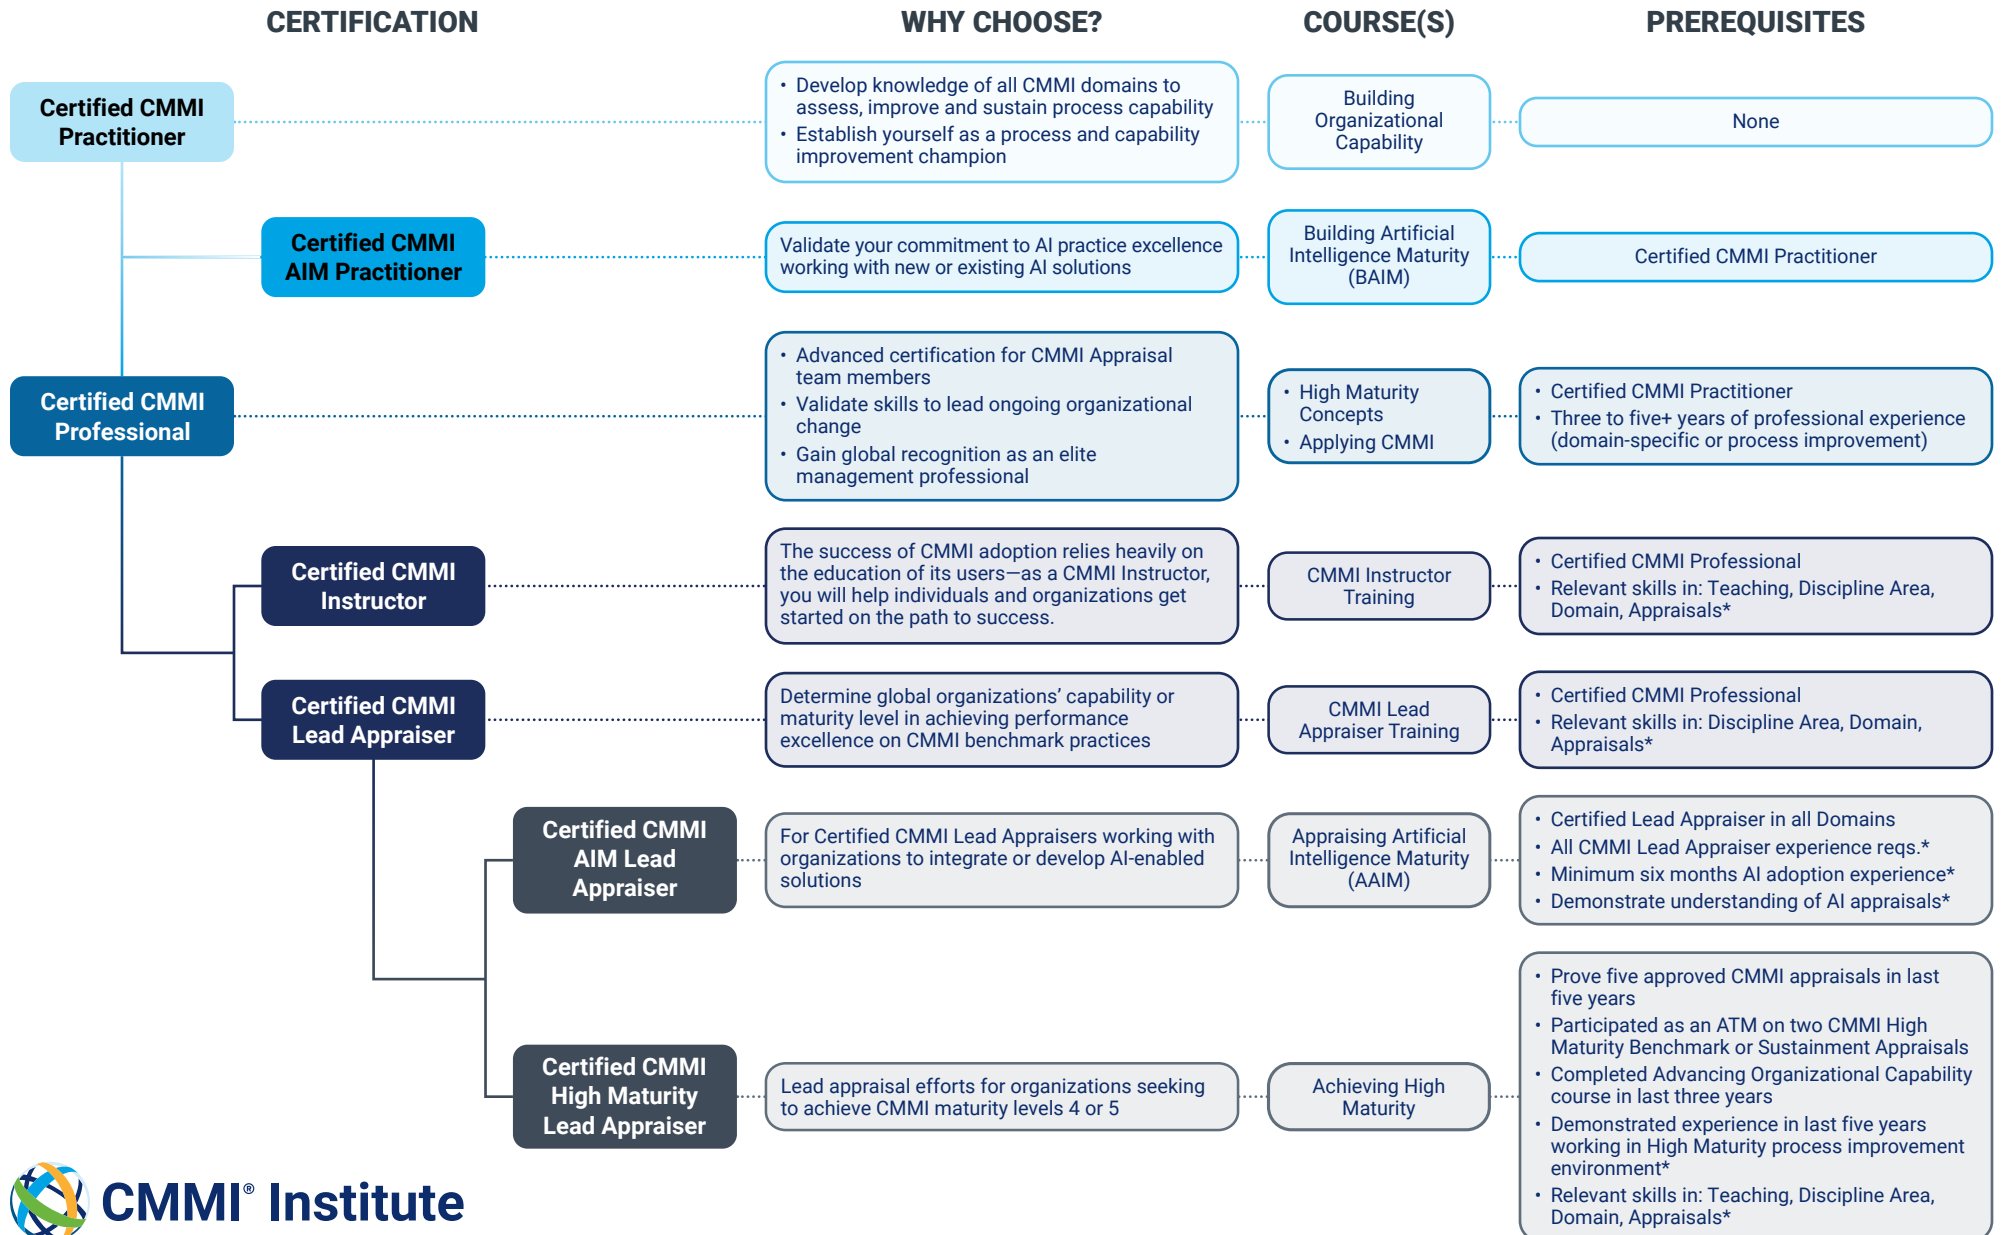 CERTIFICATION
WHY CHOOSE?
COURSE(S)
PREREQUISITES
Certified CMMI
Practitioner
• Develop knowledge of all CMMI domains to
assess, improve and sustain process capability
• Establish yourself as a process and capability
improvement champion
Building
Organizational
Capability
None
Certified CMMI
AIM Practitioner
Validate your commitment to AI practice excellence
working with new or existing AI solutions
Building Artificial
Intelligence Maturity
(BAIM)
Certified CMMI Practitioner
Certified CMMI
Professional
• Advanced certification for CMMI Appraisal
team members
• Validate skills to lead ongoing organizational
change
• Gain global recognition as an elite
management professional
• High Maturity
Concepts
• Applying CMMI
• Certified CMMI Practitioner
• Three to five+ years of professional experience
(domain-specific or process improvement)
Certified CMMI
Instructor
The success of CMMI adoption relies heavily on
the education of its users—as a CMMI Instructor,
you will help individuals and organizations get
started on the path to success.
CMMI Instructor
Training
• Certified CMMI Professional
• Relevant skills in: Teaching, Discipline Area,
Domain, Appraisals*
Certified CMMI
Lead Appraiser
Determine global organizations’ capability or
maturity level in achieving performance
excellence on CMMI benchmark practices
CMMI Lead
Appraiser Training
• Certified CMMI Professional
• Relevant skills in: Discipline Area, Domain,
Appraisals*
Certified CMMI
AIM Lead
Appraiser
For Certified CMMI Lead Appraisers working with
organizations to integrate or develop AI-enabled
solutions
Appraising Artificial
Intelligence Maturity
(AAIM)
• Certified Lead Appraiser in all Domains
• All CMMI Lead Appraiser experience reqs.*
• Minimum six months AI adoption experience*
• Demonstrate understanding of AI appraisals*
Certified CMMI
High Maturity
Lead Appraiser
Lead appraisal efforts for organizations seeking
to achieve CMMI maturity levels 4 or 5
Achieving High
Maturity
• Prove five approved CMMI appraisals in last
five years
• Participated as an ATM on two CMMI High
Maturity Benchmark or Sustainment Appraisals
• Completed Advancing Organizational Capability
course in last three years
• Demonstrated experience in last five years
working in High Maturity process improvement
environment*
• Relevant skills in: Teaching, Discipline Area,
Domain, Appraisals*
CMMI® Institute